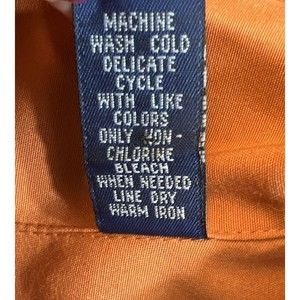 MACHINE
WASH COLD
DELICATE
CYCLE
WITH LIKE
COLORS
ONLY NON-
CHLORINE
BLEACH
WHEN NEEDED
LINE DRY
WARM IRON